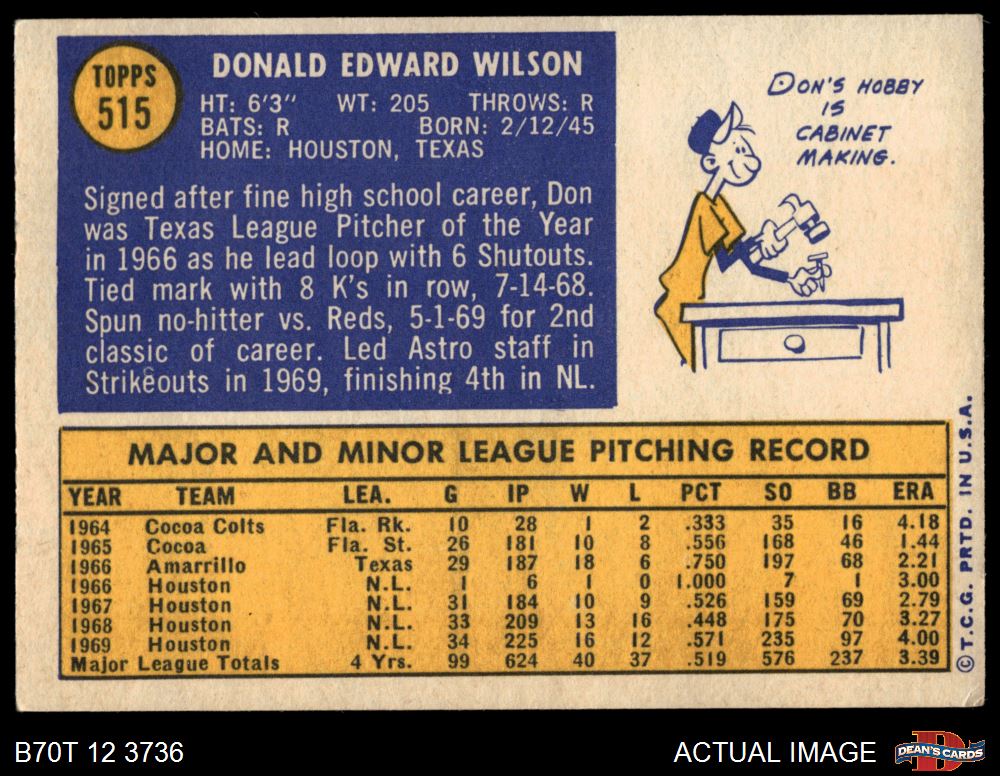 TOPPS
515
DONALD EDWARD WILSON
HT: 6'3" WT: 205 THROWS: R
BATS: R BORN: 2/12/45
HOME: HOUSTON, TEXAS
Signed after fine high school career, Don
was Texas League Pitcher of the Year
in 1966 as he lead loop with 6 Shutouts.
Tied mark with 8 K's in row, 7-14-68.
Spun no-hitter vs. Reds, 5-1-69 for 2nd
classic of career. Led Astro staff in
Strikeouts in 1969, finishing 4th in NL.
DON'S HOBBY
IS
CABINET
MAKING.
MAJOR AND MINOR LEAGUE PITCHING RECORD
YEAR TEAM LEA. G IP W L PCT SO BB ERA
1964 Cocoa Colts Fla. Rk. 10 28 1 2 .333 35 16 4.18
1965 Cocoa Fla. St. 26 181 10 8 .556 168 46 1.44
1966 Amarrillo Texas 29 187 18 6 .750 197 68 2.21
1966 Houston N.L. 1 6 1 0 1.000 7 1 3.00
1967 Houston N.L. 31 184 10 9 .526 159 69 2.79
1968 Houston N.L. 33 209 13 16 .448 175 70 3.27
1969 Houston N.L. 34 225 16 12 .571 235 97 4.00
Major League Totals 4 Yrs. 99 624 40 37 .519 576 237 3.39
© T.C.G. PRTD. IN U.S.A.
B70T 12 3736
ACTUAL IMAGE
DEAN'S CARDS